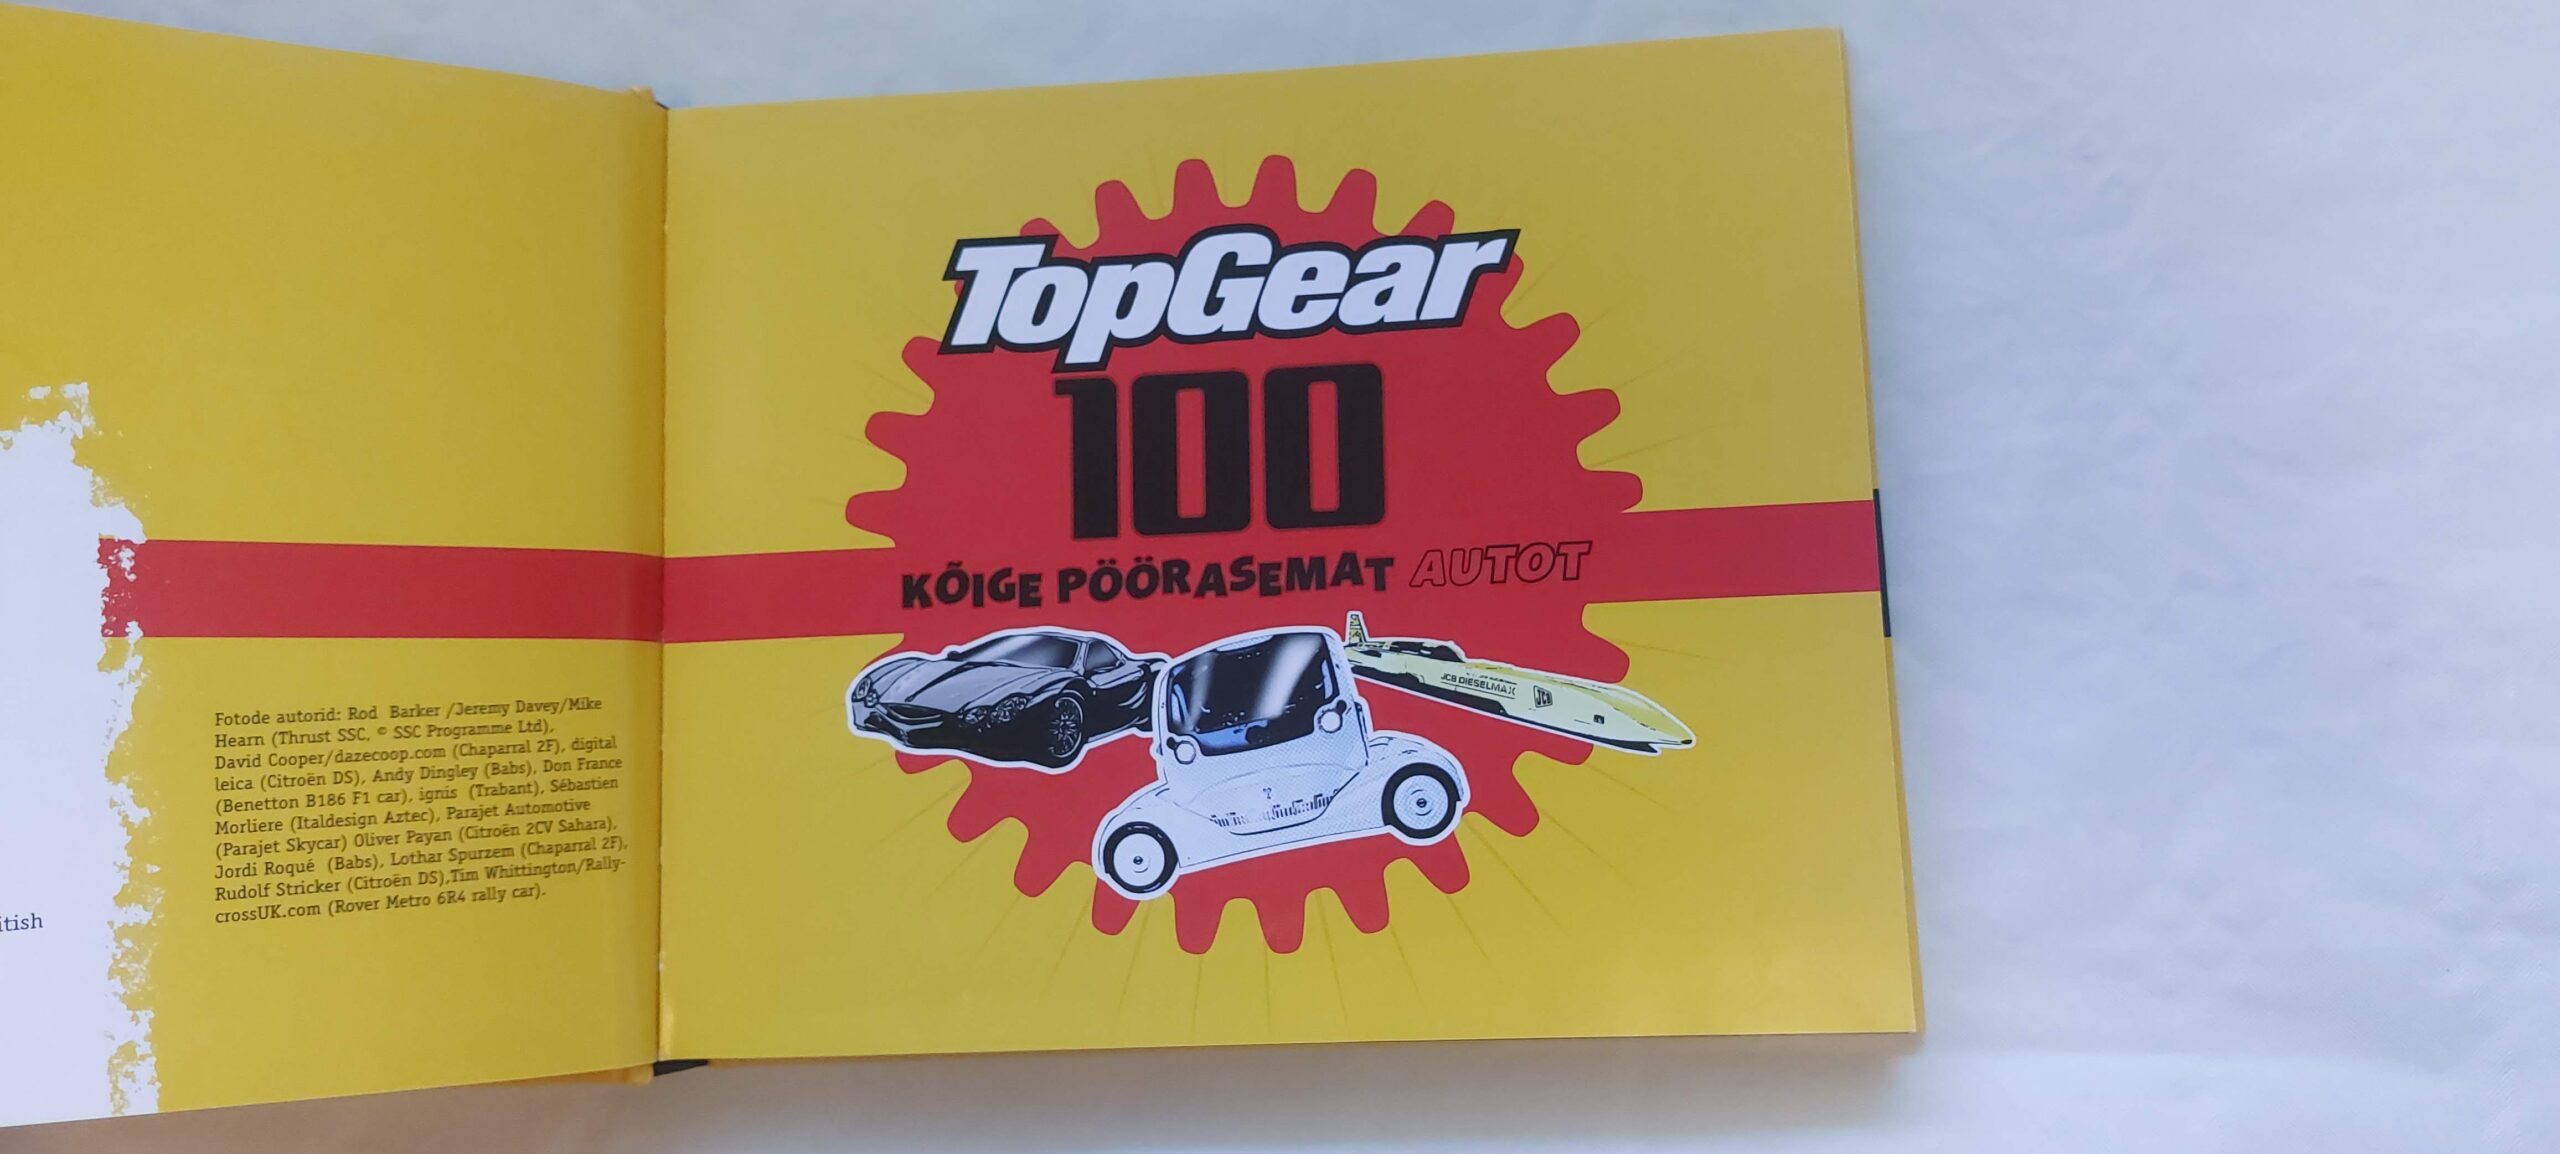 itish
Fotode autorid: Rod Barker /Jeremy Davey/Mike
Hearn (Thrust SSC, © SSC Programme Ltd),
David Cooper/dazecoop.com (Chaparral 2F), digital
leica (Citroën DS), Andy Dingley (Babs), Don France
(Benetton B186 F1 car), ignis (Trabant), Sébastien
Morliere (Italdesign Aztec), Parajet Automotive
(Parajet Skycar) Oliver Payan (Citroën 2CV Sahara),
Jordi Roqué (Babs), Lothar Spurzem (Chaparral 2F),
Rudolf Stricker (Citroën DS),Tim Whittington/Rally-
crossUK.com (Rover Metro 6R4 rally car).
TopGear
100
KÕIGE PÖÖRASEMAT AUTOT
JCB DIESELMAX
JCB